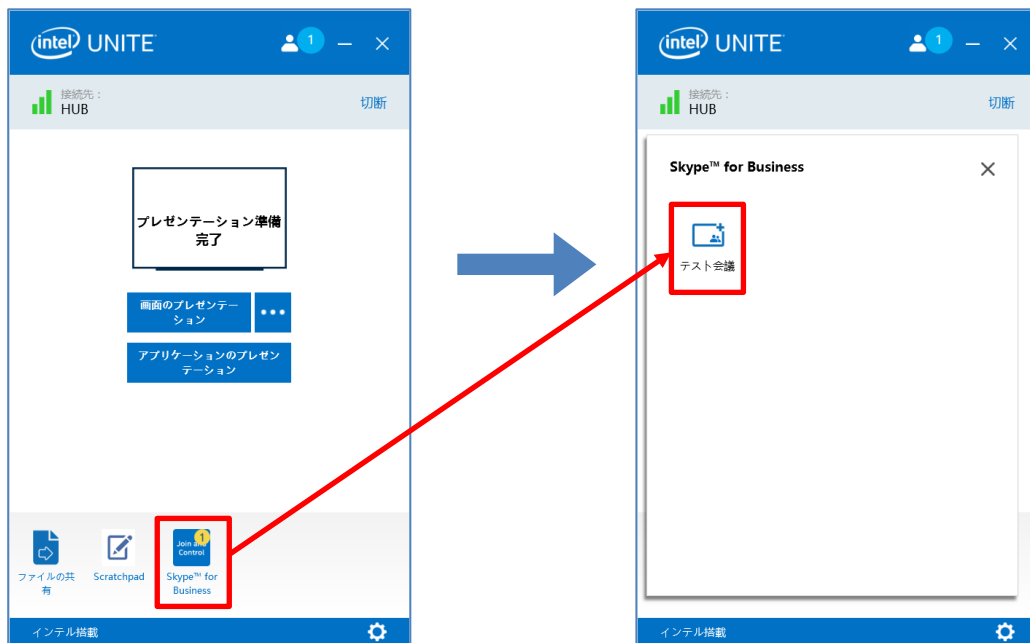 intel UNITE
1
接続先：
HUB
切断
プレゼンテーション準備
完了
画面のプレゼンテー
ション
アプリケーションのプレゼン
テーション
1
Join and
Control
ファイルの共
有
Scratchpad
Skype™ for
Business
インテル搭載
intel UNITE
1
接続先：
HUB
切断
Skype™ for Business
テスト会議
インテル搭載